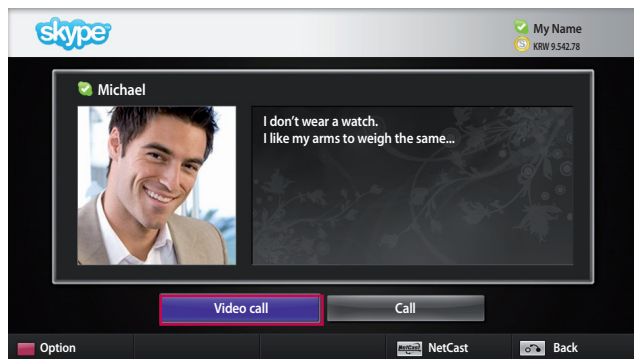 skype
My Name
KRW 9.542.78
Michael
I don't wear a watch.
I like my arms to weigh the same...
Video call
Call
Option
NetCast
NetCast
Back